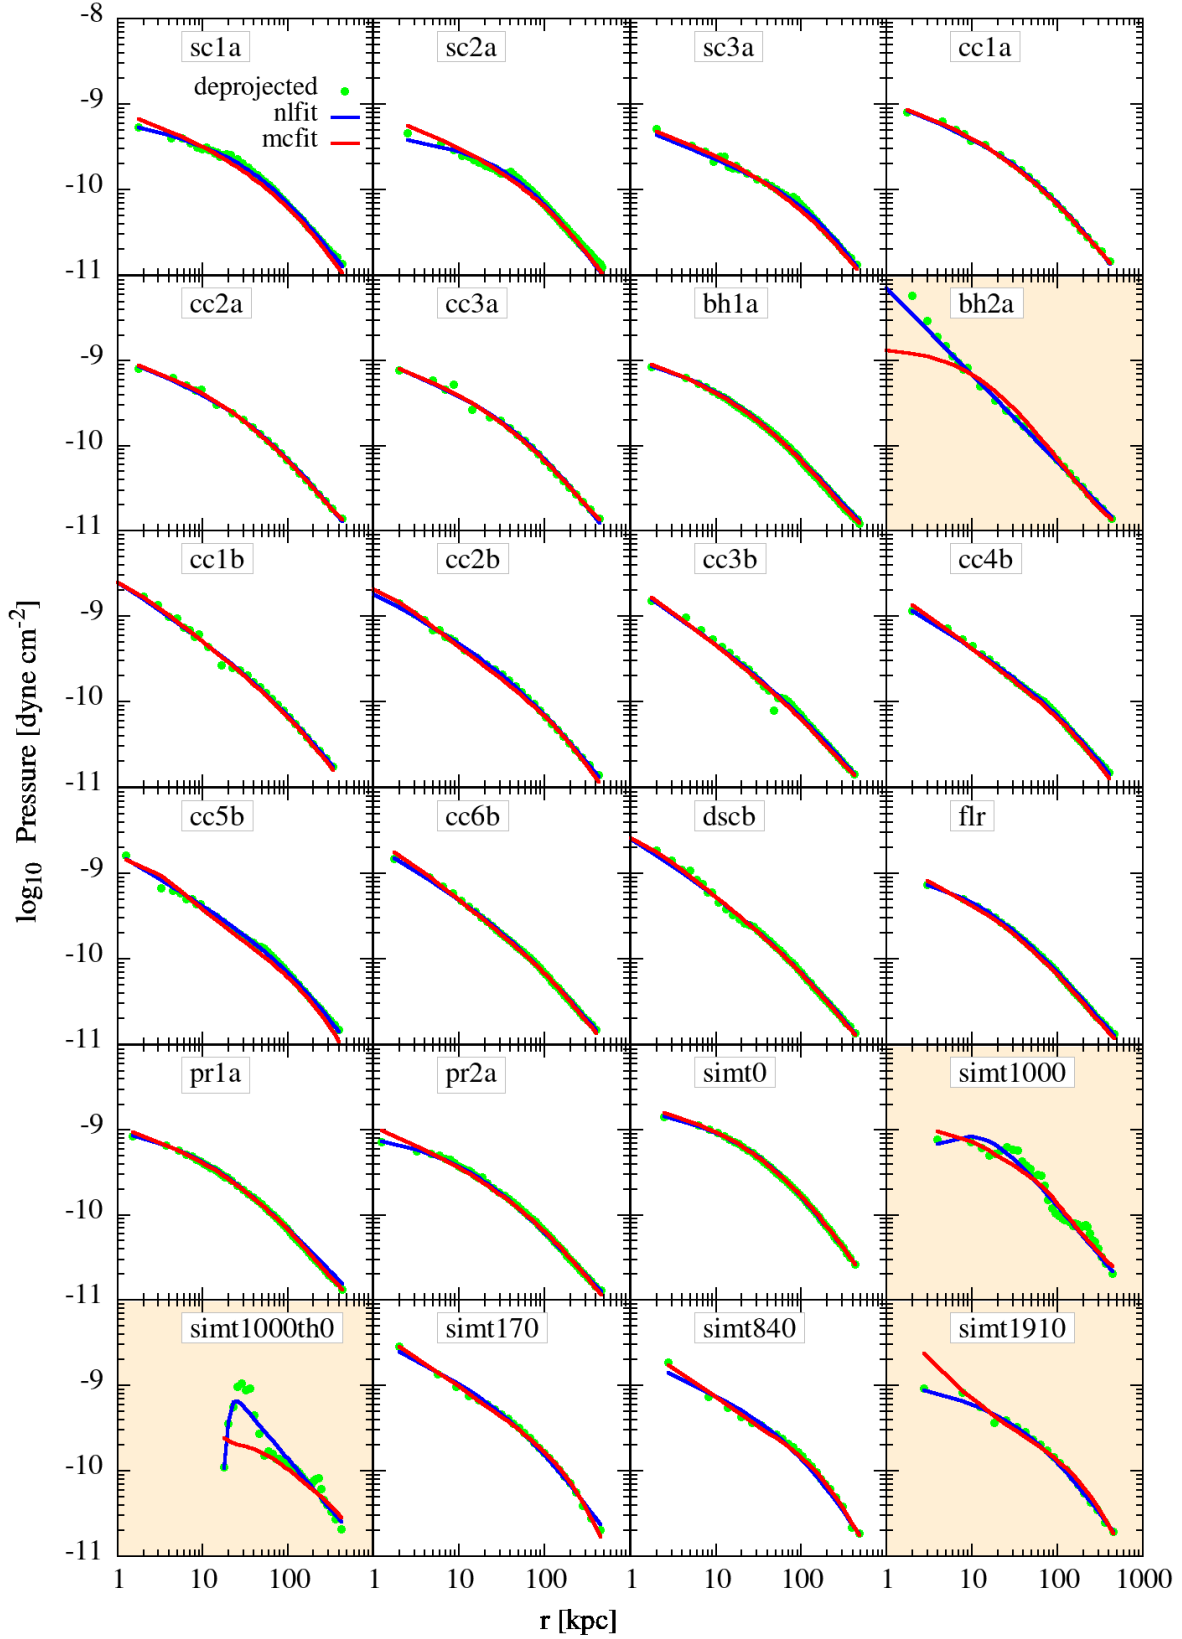 -8
sc1a
sc2a
sc3a
cc1a
deprojected
nlfit
mcfit
-9
-10
-11
cc2a
cc3a
bh1a
bh2a
-9
-10
-11
cc1b
cc2b
cc3b
cc4b
-9
-10
-11
cc5b
cc6b
dscb
flr
-9
-10
-11
pr1a
pr2a
simt0
simt1000
-9
-10
-11
simt1000th0
simt170
simt840
simt1910
-9
-10
-11
1 10 100 1 10 100 1 10 100 1 10 100 1000
r [kpc]
log10 Pressure [dyne cm-2]